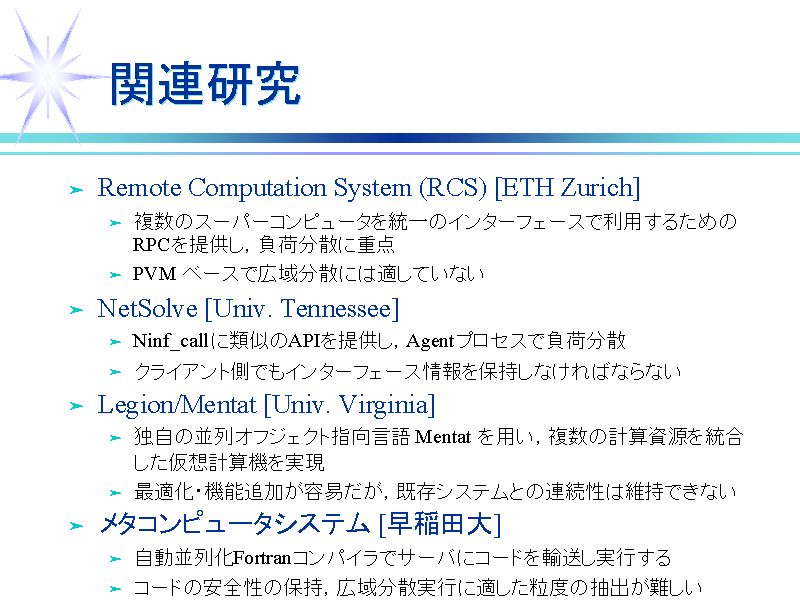 関連研究
Remote Computation System (RCS) [ETH Zurich]
複数のスーパーコンピュータを統一のインターフェースで利用するための
RPCを提供し，負荷分散に重点
PVM ベースで広域分散には適していない
NetSolve [Univ. Tennessee]
Ninf_callに類似のAPIを提供し，Agentプロセスで負荷分散
クライアント側でもインターフェース情報を保持しなければならない
Legion/Mentat [Univ. Virginia]
独自の並列オフジェクト指向言語 Mentat を用い，複数の計算資源を統合
した仮想計算機を実現
最適化・機能追加が容易だが，既存システムとの連続性は維持できない
メタコンピュータシステム [早稲田大]
自動並列化Fortranコンパイラでサーバにコードを輸送し実行する
コードの安全性の保持，広域分散実行に適した粒度の抽出が難しい